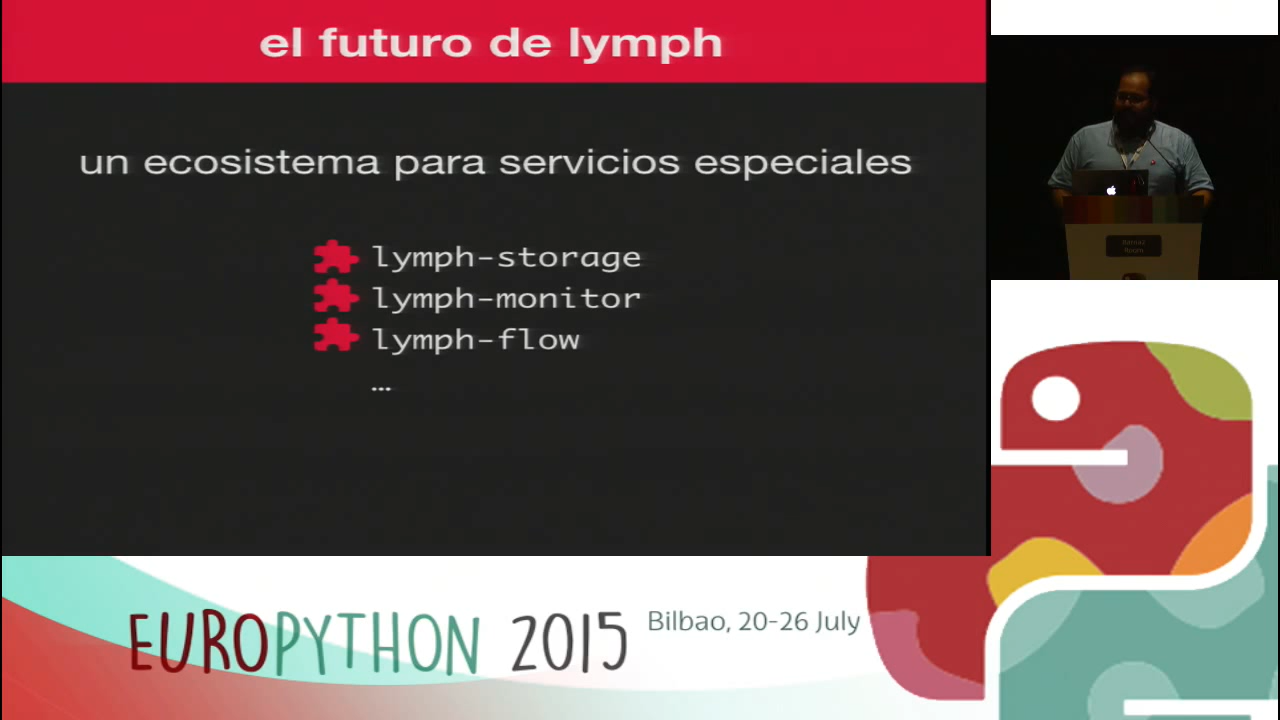 el futuro de lymph
un ecosistema para servicios especiales
lymph-storage
lymph-monitor
lymph-flow
…
EUROPYTHON 2015
Bilbao, 20-26 July